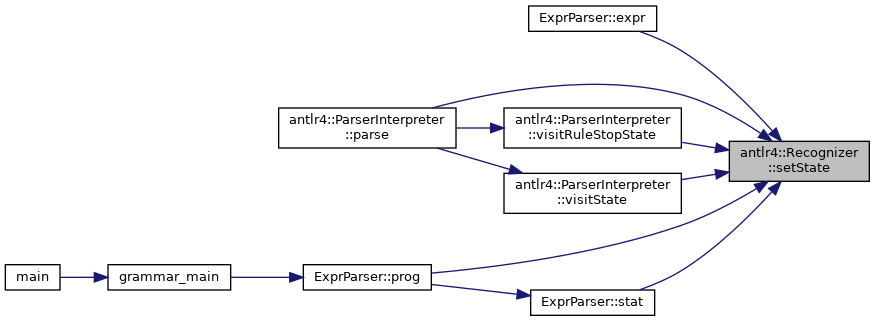 ExprParser::expr
antlr4::ParserInterpreter
::parse
antlr4::ParserInterpreter
::visitRuleStopState
antlr4::Recognizer
::setState
antlr4::ParserInterpreter
::visitState
main
grammar_main
ExprParser::prog
ExprParser::stat